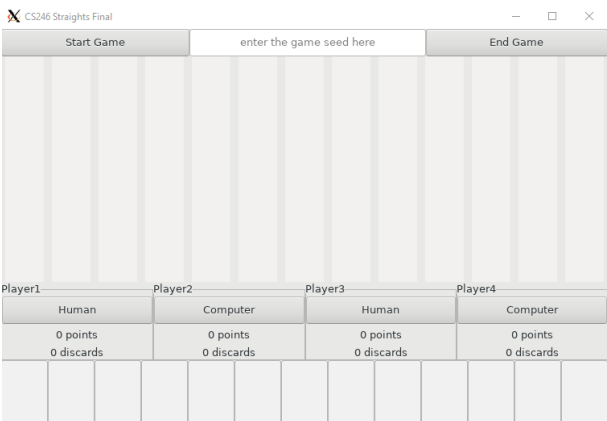 CS246 Straights Final
Start Game
enter the game seed here
End Game
Player1
Player2
Player3
Player4
Human
Computer
Human
Computer
0 points
0 points
0 points
0 points
0 discards
0 discards
0 discards
0 discards